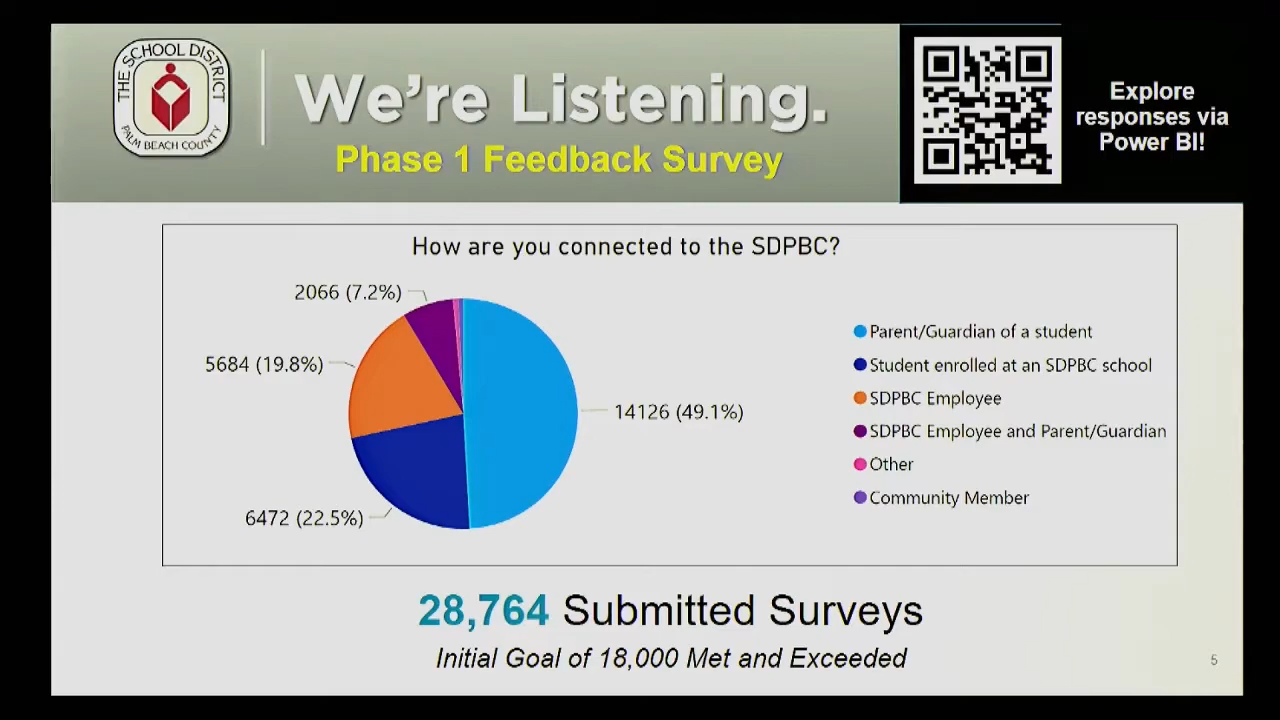 THE SCHOOL DISTRICT
PALM BEACH COUNTY
We're Listening.
Phase 1 Feedback Survey
Explore
responses via
Power BI!
How are you connected to the SDPBC?
2066 (7.2%)
5684 (19.8%)
14126 (49.1%)
6472 (22.5%)
Parent/Guardian of a student
Student enrolled at an SDPBC school
SDPBC Employee
SDPBC Employee and Parent/Guardian
Other
Community Member
28,764 Submitted Surveys
Initial Goal of 18,000 Met and Exceeded
5